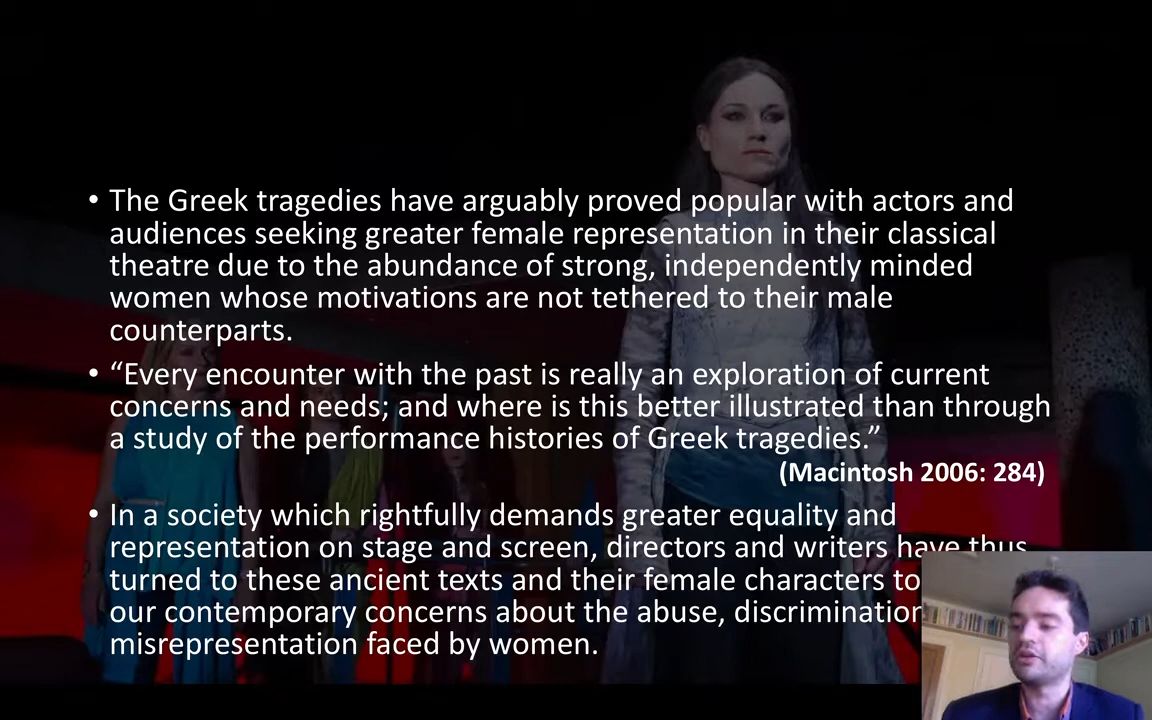 • The Greek tragedies have arguably proved popular with actors and
audiences seeking greater female representation in their classical
theatre due to the abundance of strong, independently minded
women whose motivations are not tethered to their male
counterparts.
• “Every encounter with the past is really an exploration of current
concerns and needs; and where is this better illustrated than through
a study of the performance histories of Greek tragedies.”
(Macintosh 2006: 284)
• In a society which rightfully demands greater equality and
representation on stage and screen, directors and writers have thus
turned to these ancient texts and their female characters to
our contemporary concerns about the abuse, discrimination
misrepresentation faced by women.